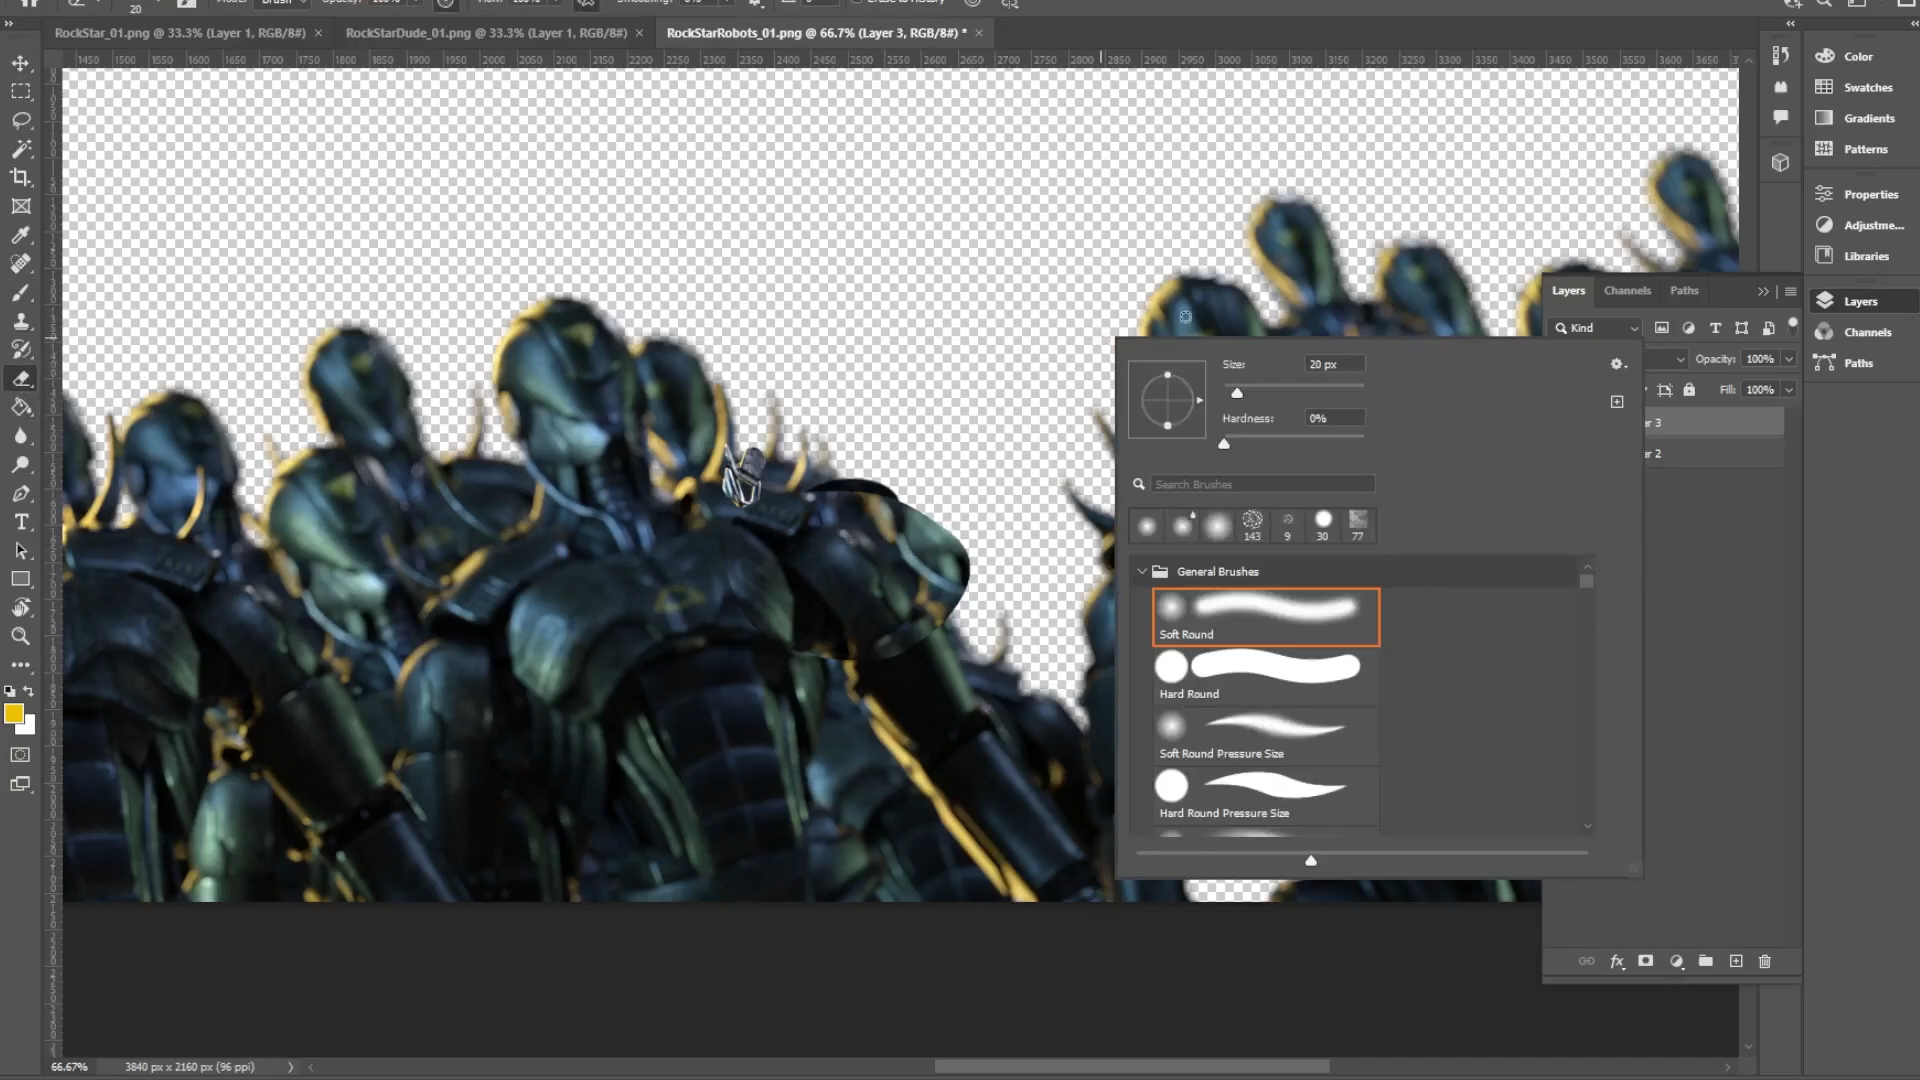 20
Brush
Opacity:
Smoothing:
Erase to History
RockStar_01.png @ 33.3% (Layer 1, RGB/8#)
RockStarDude_01.png @ 33.3% (Layer 1, RGB/8#)
RockStarRobots_01.png @ 66.7% (Layer 3, RGB/8#) *
1450 1500 1550 1600 1650 1700 1750 1800 1850 1900 1950 2000 2050 2100 2150 2200 2250 2300 2350 2400 2450 2500 2550 2600 2650 2700 2750 2800 2850 2900 2950 3000 3050 3100 3150 3200 3250 3300 3350 3400 3450 3500 3550 3600 3650
Color
Swatches
Gradients
Patterns
Properties
Adjustme...
Libraries
Layers
Channels
Paths
Layers Channels Paths
Kind
Opacity: 100%
Fill: 100%
er 3
er 2
Size: 20 px
Hardness: 0%
Search Brushes
143 9 30 77
General Brushes
Soft Round
Hard Round
Soft Round Pressure Size
Hard Round Pressure Size
66.67% 3840 px x 2160 px (96 ppi)